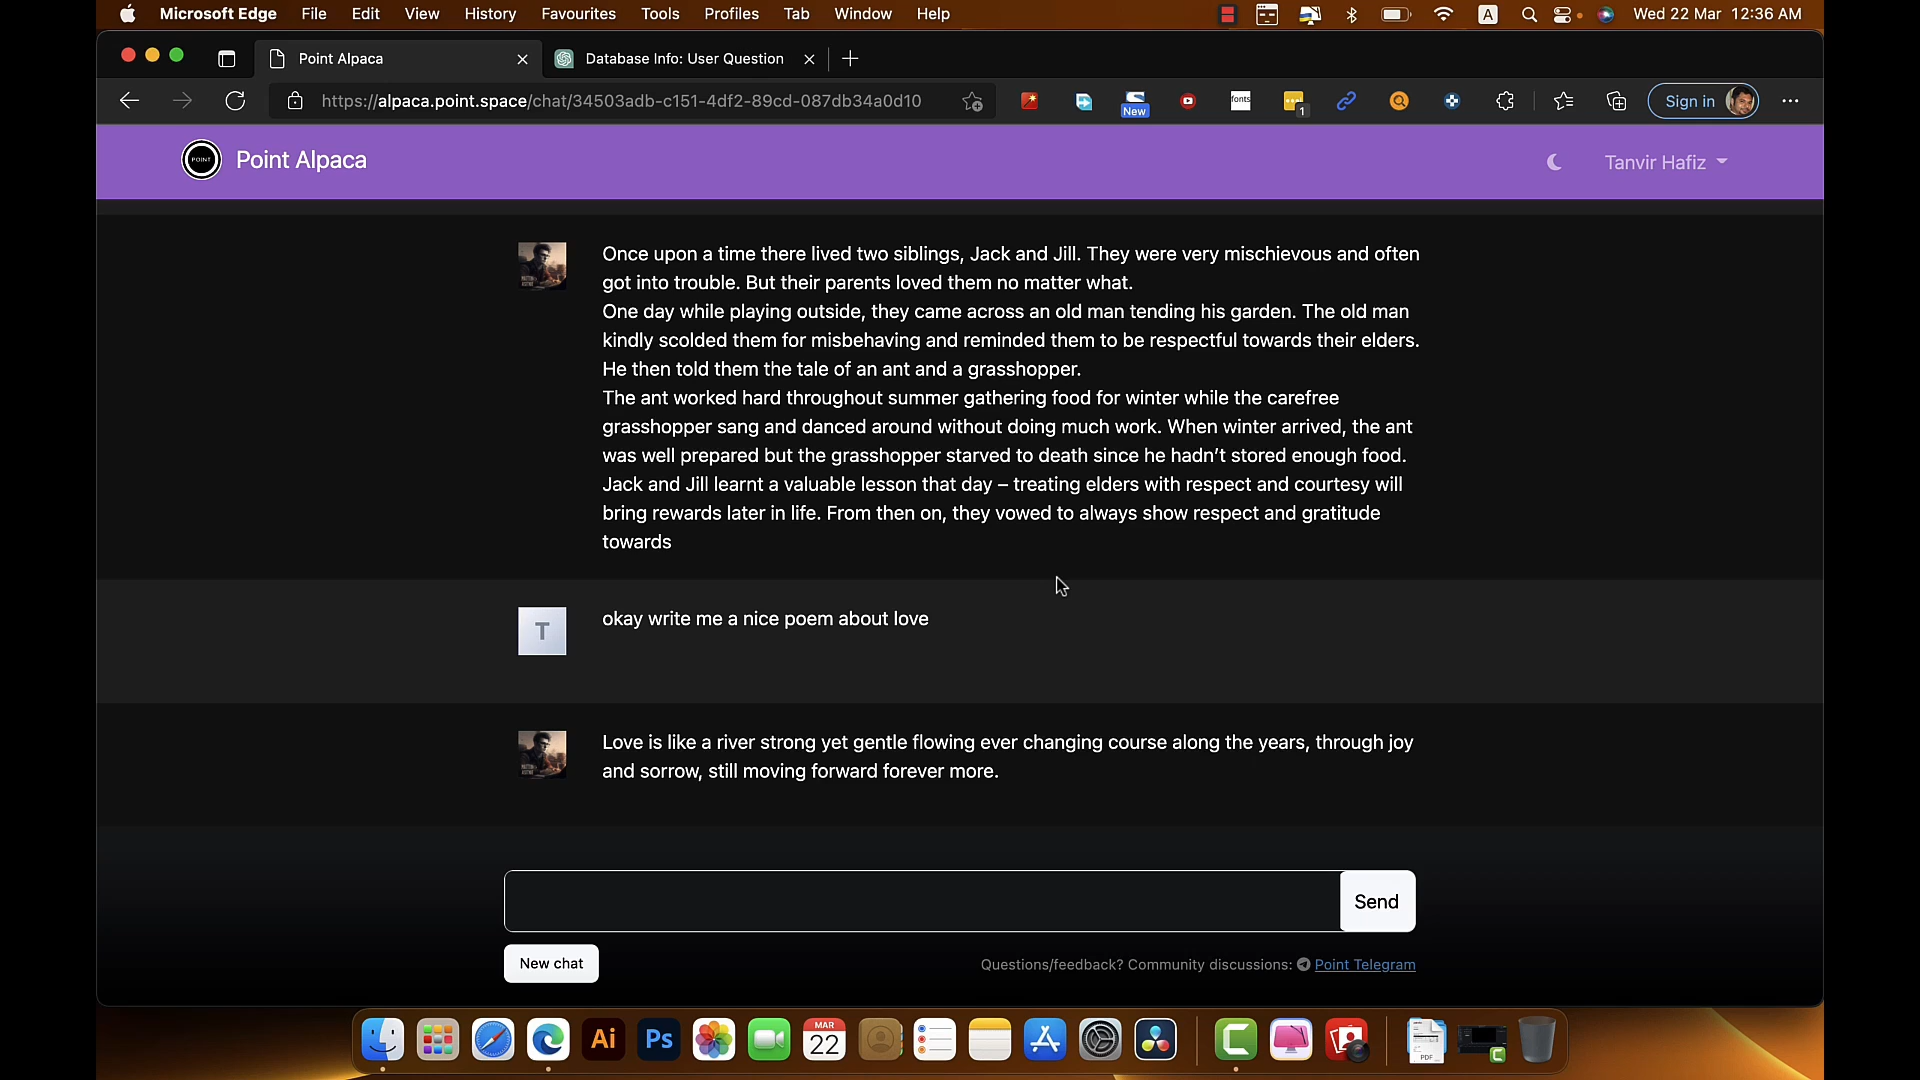 Microsoft Edge File Edit View History Favourites Tools Profiles Tab Window Help A Wed 22 Mar 12:36 AM
Point Alpaca Database Info: User Question
https://alpaca.point.space/chat/34503adb-c151-4df2-89cd-087db34a0d10 New fonts 1 Sign in
POINT Point Alpaca Tanvir Hafiz
Once upon a time there lived two siblings, Jack and Jill. They were very mischievous and often
got into trouble. But their parents loved them no matter what.
One day while playing outside, they came across an old man tending his garden. The old man
kindly scolded them for misbehaving and reminded them to be respectful towards their elders.
He then told them the tale of an ant and a grasshopper.
The ant worked hard throughout summer gathering food for winter while the carefree
grasshopper sang and danced around without doing much work. When winter arrived, the ant
was well prepared but the grasshopper starved to death since he hadn't stored enough food.
Jack and Jill learnt a valuable lesson that day – treating elders with respect and courtesy will
bring rewards later in life. From then on, they vowed to always show respect and gratitude
towards
T okay write me a nice poem about love
Love is like a river strong yet gentle flowing ever changing course along the years, through joy
and sorrow, still moving forward forever more.
Send
New chat Questions/feedback? Community discussions: Point Telegram
Ai Ps MAR 22 PDF